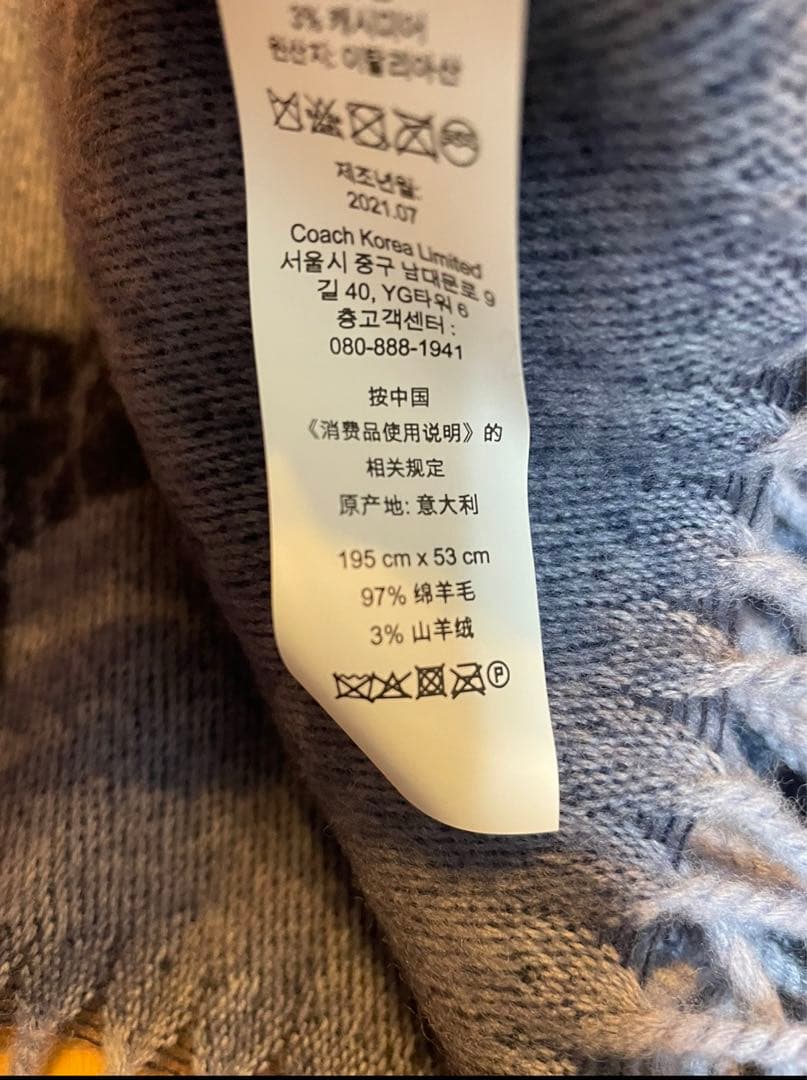 3% 캐시미어
원산지: 이탈리아산
제조년월:
2021.07
Coach Korea Limited
서울시 중구 남대문로 9
길 40, YG타워 6
층고객센터 :
080-888-1941
按中国
《消费品使用说明》的
相关规定
原产地: 意大利
195 cm x 53 cm
97% 绵羊毛
3% 山羊绒
P